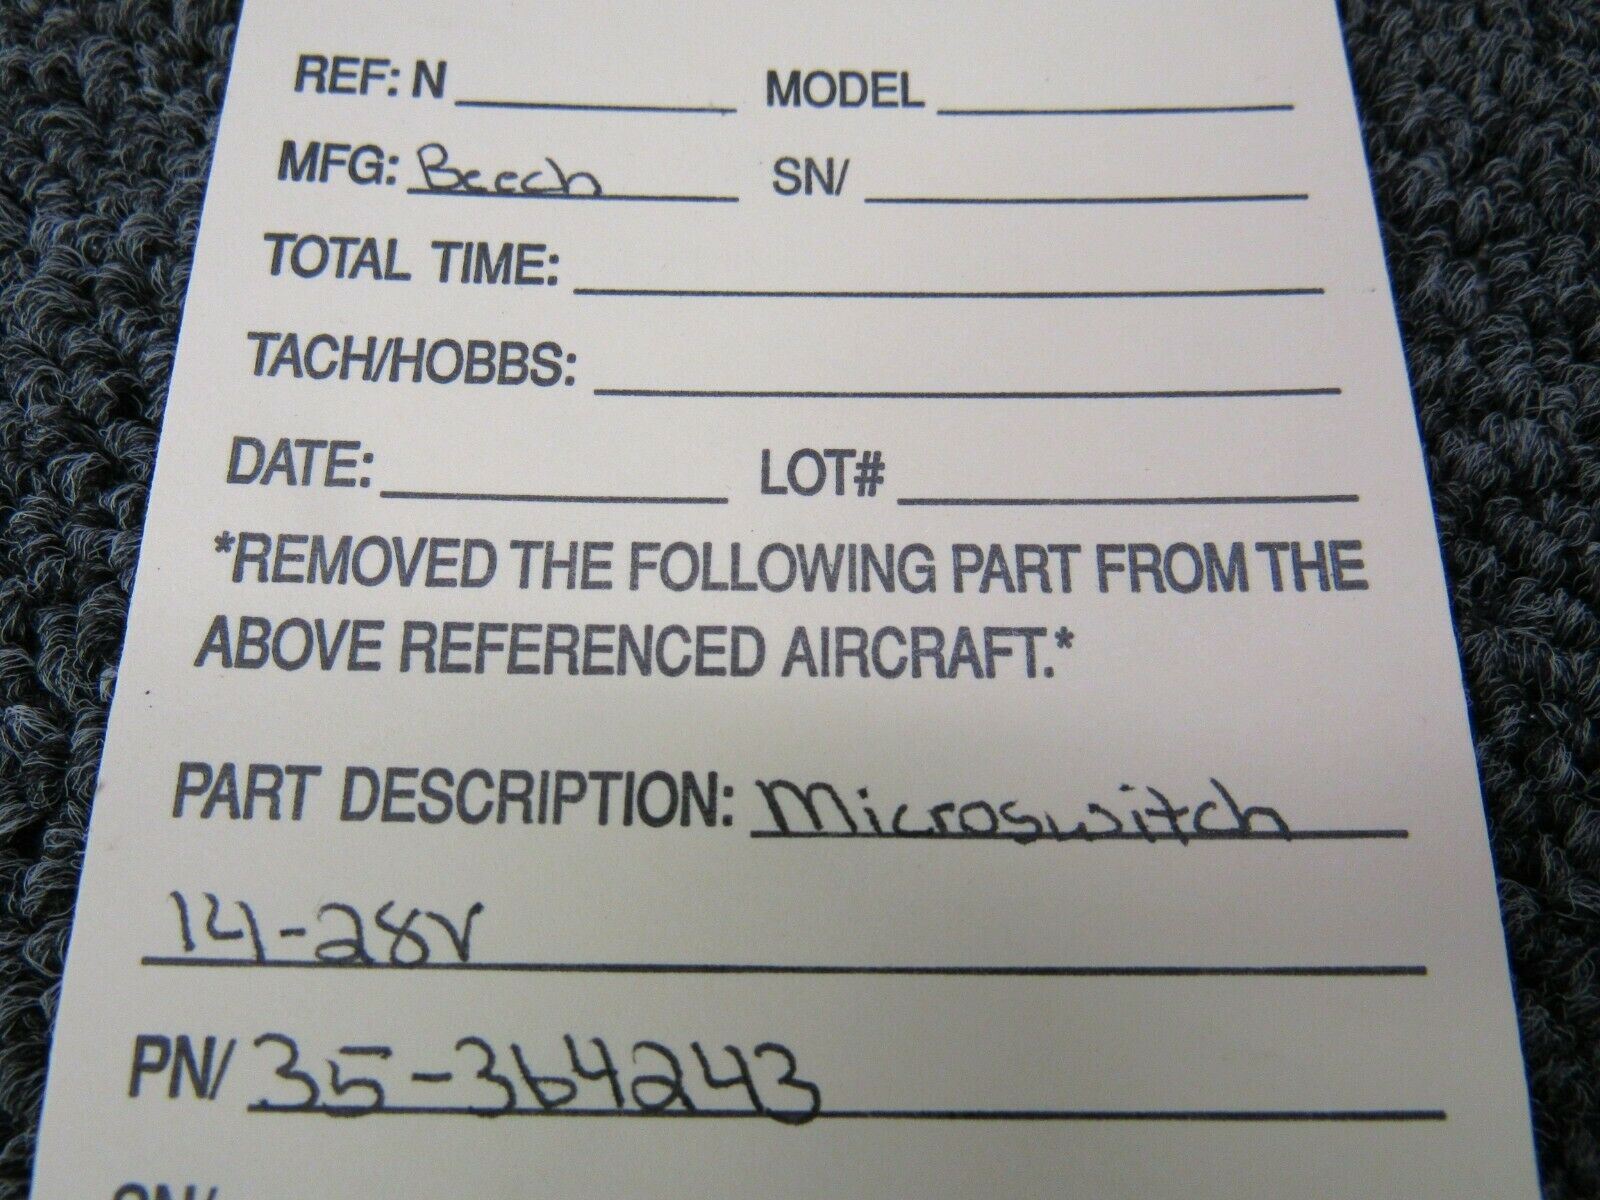 REF: N MODEL
MFG: Beech SN/
TOTAL TIME:
TACH/HOBBS:
DATE: LOT#
*REMOVED THE FOLLOWING PART FROM THE
ABOVE REFERENCED AIRCRAFT.*
PART DESCRIPTION: Microswitch
14-28V
PN/ 35-364243
SN/